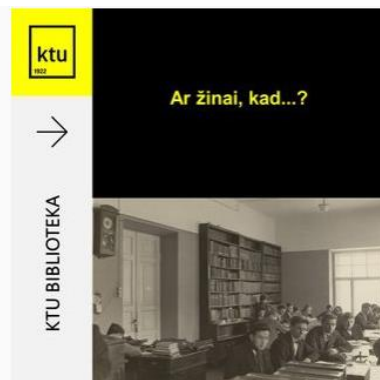 ktu
1922
Ar žinai, kad...?
KTU BIBLIOTEKA